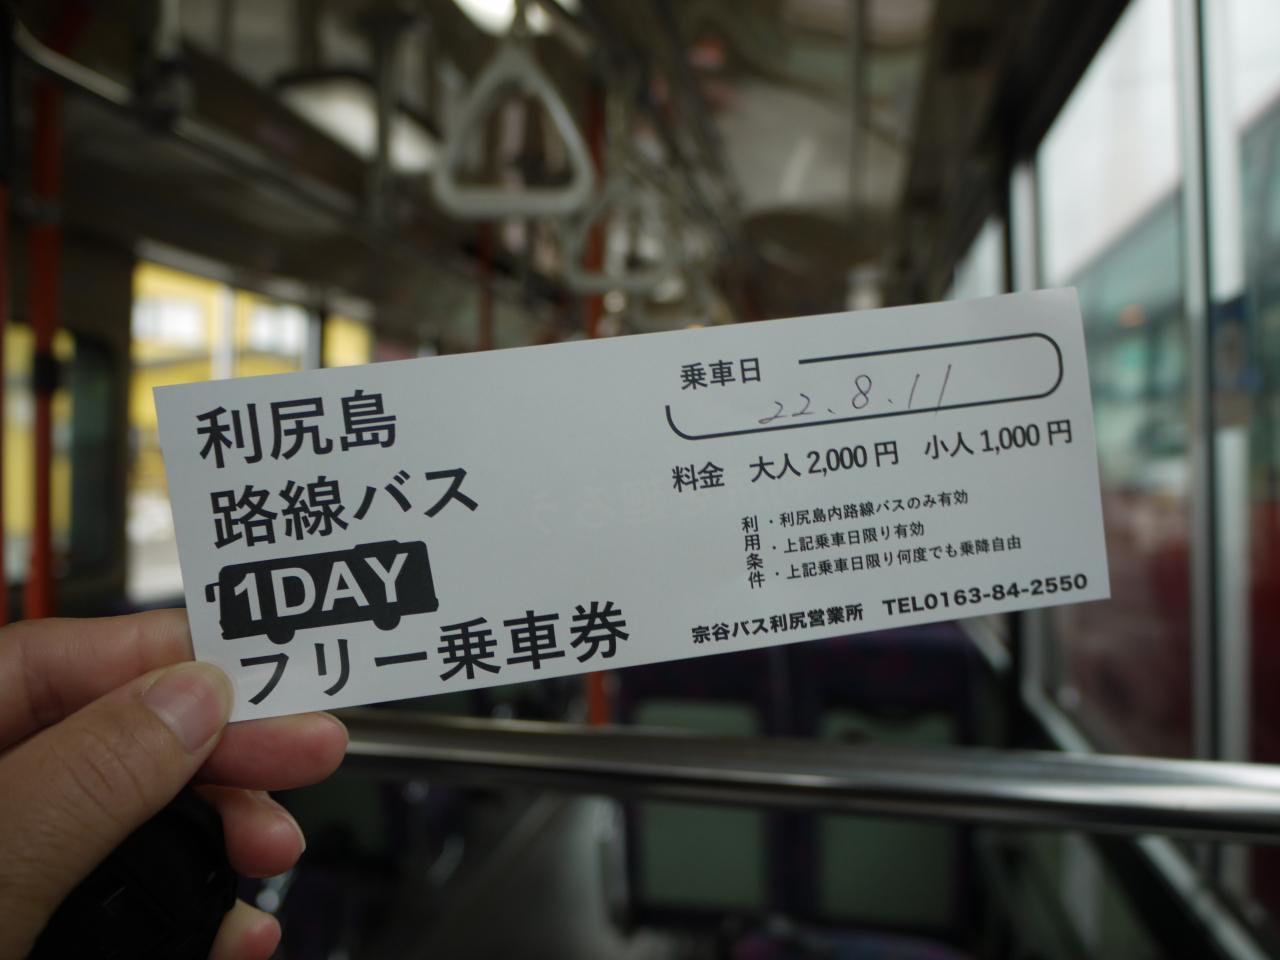 利尻島
路線バス
1DAY
フリー乗車券
乗車日
22.8.11
料金 大人2,000円 小人1,000円
利用条件
・利尻島内路線バスのみ有効
・上記乗車日限り有効
・上記乗車日限り何度でも乗降自由
宗谷バス利尻営業所 TEL0163-84-2550